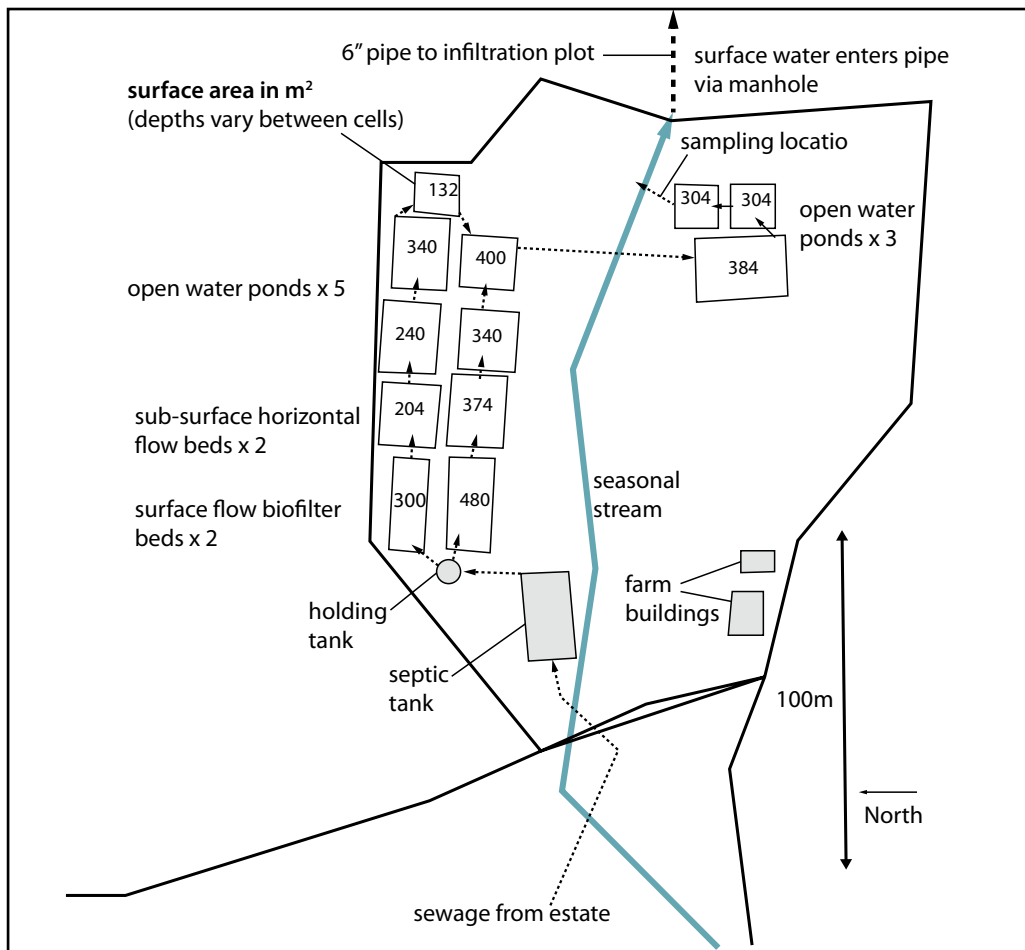 6″ pipe to infiltration plot
surface water enters pipe
via manhole
surface area in m²
(depths vary between cells)
sampling locatio
132
304
304
open water
ponds x 3
340
400
384
open water ponds x 5
240
340
sub-surface horizontal
flow beds x 2
204
374
surface flow biofilter
beds x 2
300
480
seasonal
stream
holding
tank
farm
buildings
septic
tank
100m
North
sewage from estate